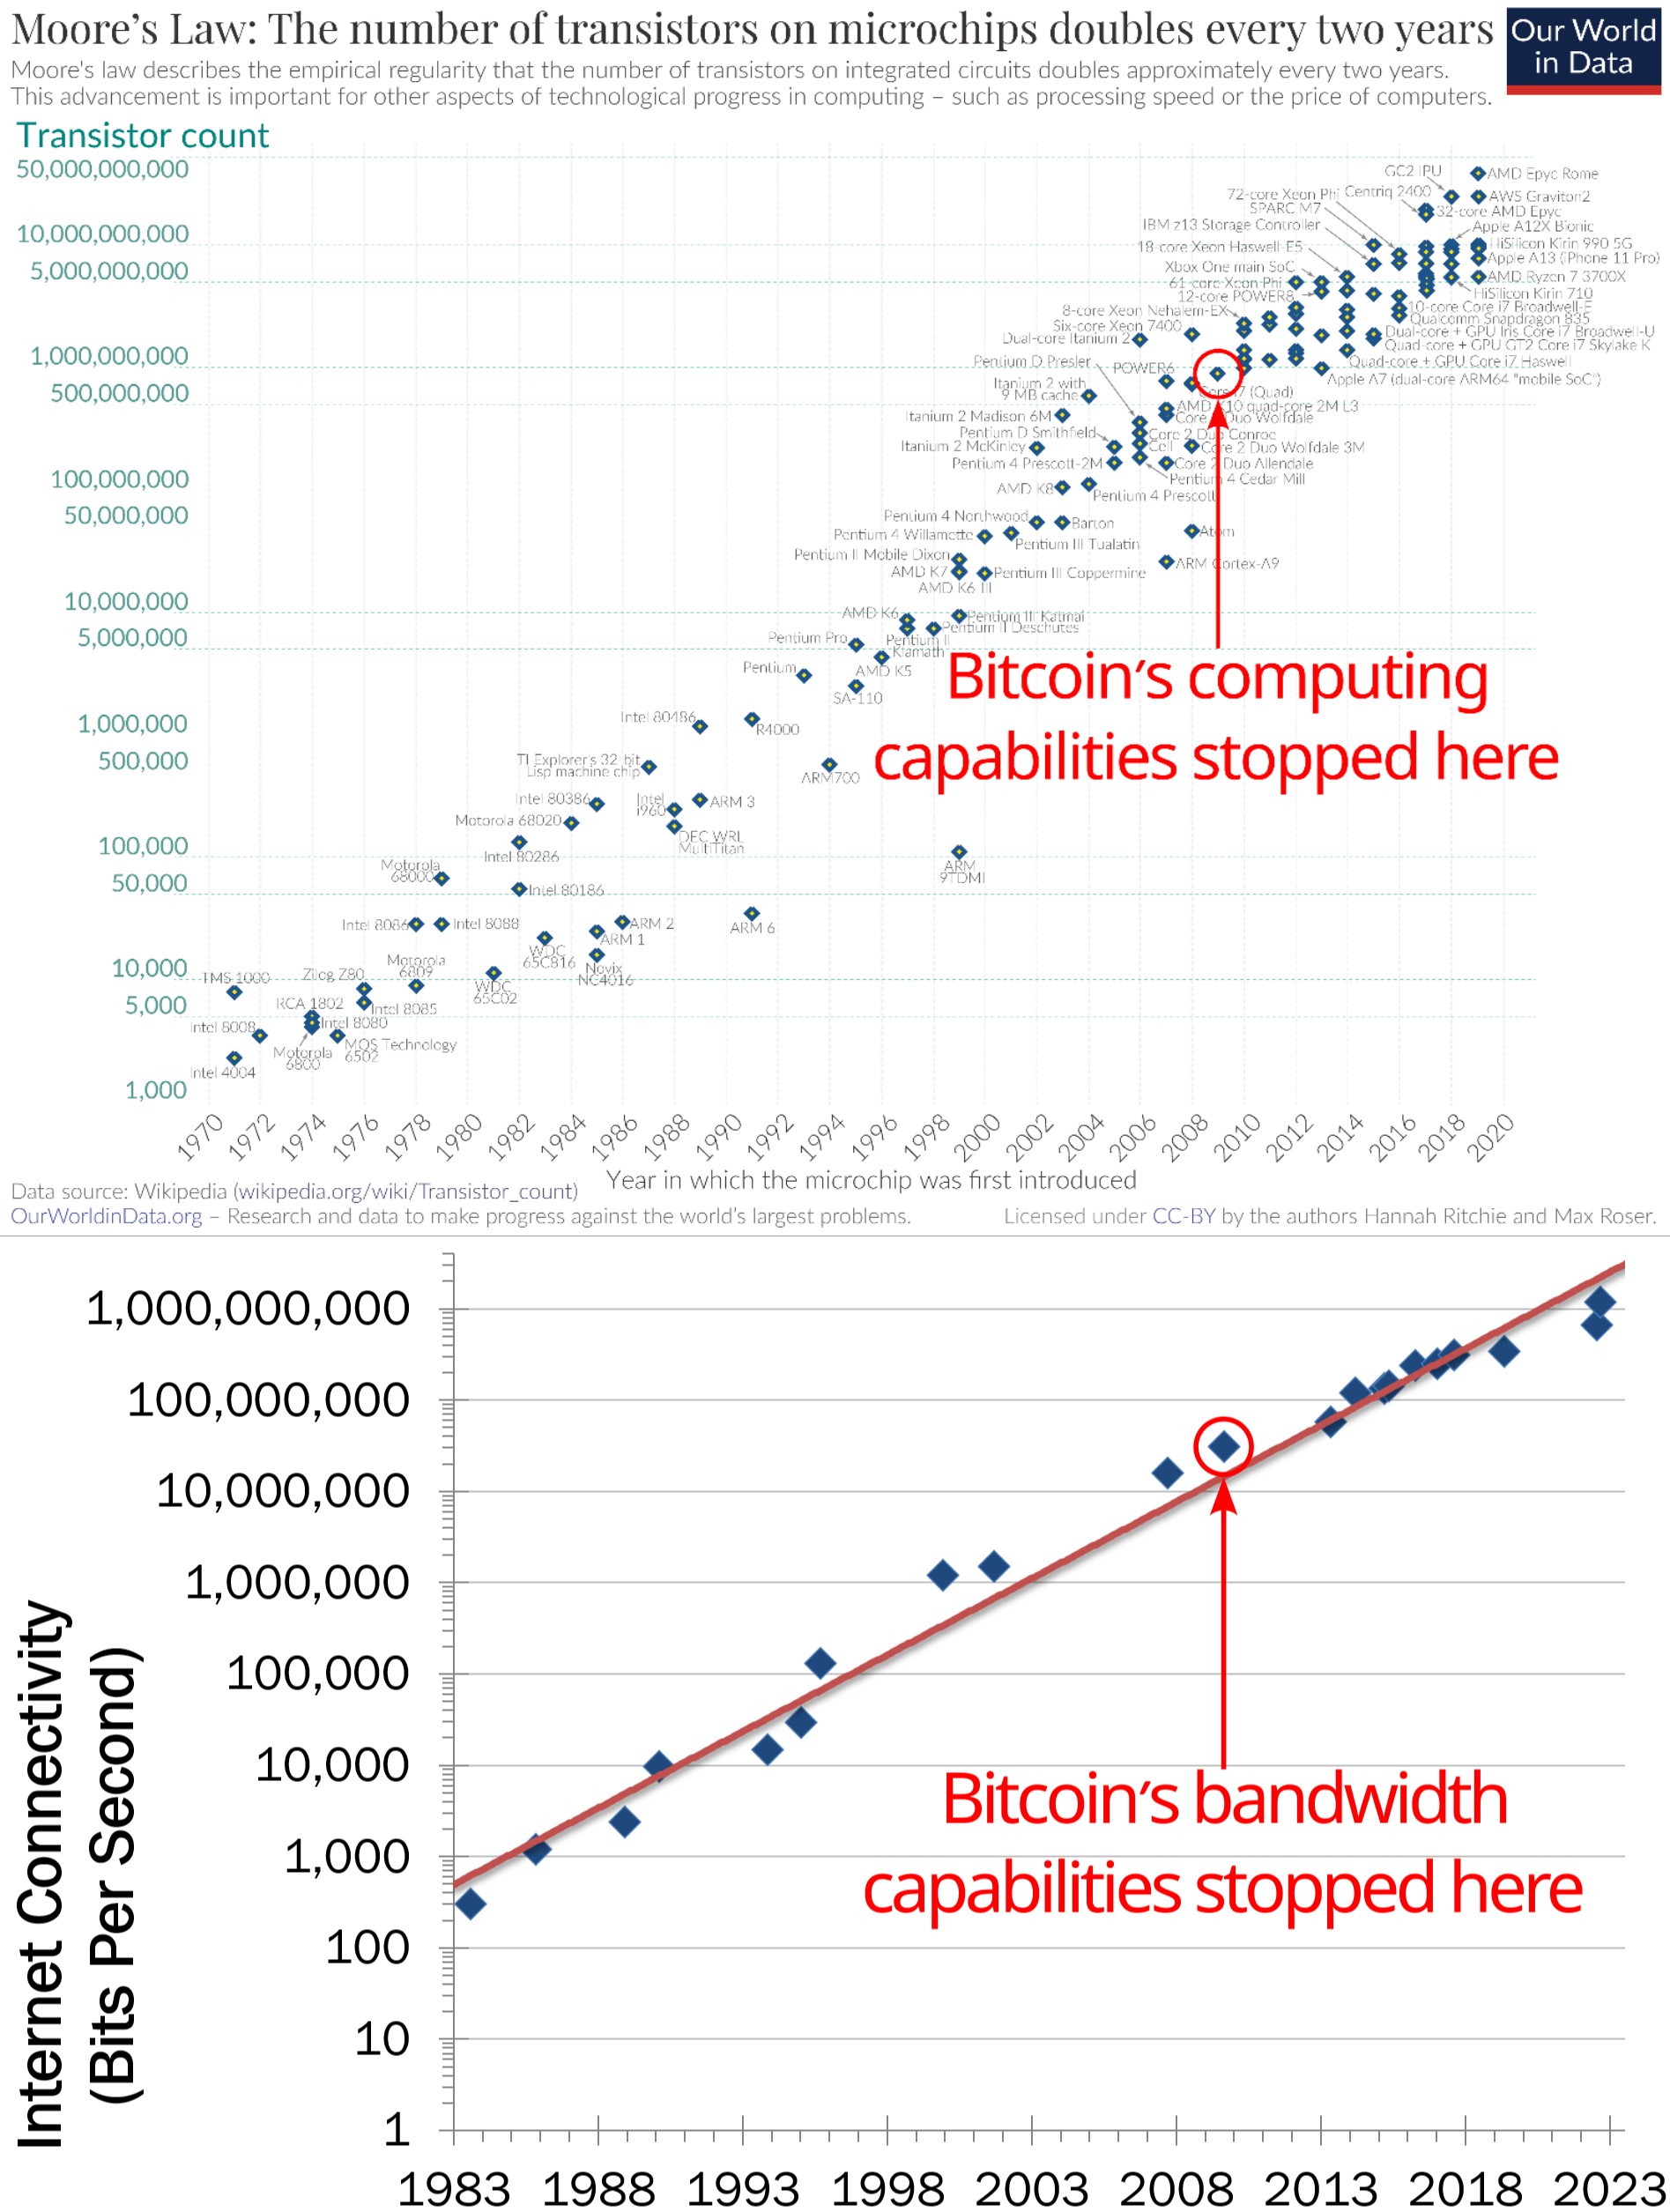 Moore's Law: The number of transistors on microchips doubles every two years
Our World
in Data
Moore's law describes the empirical regularity that the number of transistors on integrated circuits doubles approximately every two years.
This advancement is important for other aspects of technological progress in computing – such as processing speed or the price of computers.
Transistor count
50,000,000,000
10,000,000,000
5,000,000,000
1,000,000,000
500,000,000
100,000,000
50,000,000
10,000,000
5,000,000
1,000,000
500,000
100,000
50,000
10,000
5,000
1,000
GC2 IPU
AMD Epyc Rome
72-core Xeon Phi
Centriq 2400
AWS Graviton2
SPARC M7
32-core AMD Epyc
IBM z13 Storage Controller
Apple A12X Bionic
18-core Xeon Haswell-E5
HiSilicon Kirin 990 5G
Apple A13 (iPhone 11 Pro)
Xbox One main SoC
61-core Xeon Phi
AMD Ryzen 7 3700X
12-core POWER8
HiSilicon Kirin 710
8-core Xeon Nehalem-EX
10-core Core i7 Broadwell-E
Six-core Xeon 7400
Qualcomm Snapdragon 835
Dual-core Itanium 2
Dual-core + GPU Iris Core i7 Broadwell-U
Quad-core + GPU GT2 Core i7 Skylake K
Pentium D Presler
POWER6
Quad-core + GPU Core i7 Haswell
Itanium 2 with
9 MB cache
Apple A7 (dual-core ARM64 "mobile SoC")
Core i7 (Quad)
AMD K10 quad-core 2M L3
Itanium 2 Madison 6M
Core 2 Duo Wolfdale
Pentium D Smithfield
Core 2 Duo Conroe
Itanium 2 McKinley
Cell
Core 2 Duo Wolfdale 3M
Pentium 4 Prescott-2M
Core 2 Duo Allendale
Pentium 4 Cedar Mill
AMD K8
Pentium 4 Prescott
Pentium 4 Northwood
Barton
Pentium 4 Willamette
Atom
Pentium III Tualatin
Pentium II Mobile Dixon
ARM Cortex-A9
AMD K7
Pentium III Coppermine
AMD K6 III
AMD K6
Pentium III Katmai
Pentium II Deschutes
Pentium Pro
Pentium II
Klamath
Pentium
AMD K5
SA-110
Intel 80486
R4000
TI Explorer's 32-bit
Lisp machine chip
ARM700
Intel 80386
Intel
i960
ARM 3
Motorola 68020
DEC WRL
MultiTitan
Intel 80286
Motorola
68000
ARM
9TDMI
Intel 80186
Intel 8086
Intel 8088
ARM 2
ARM 6
ARM 1
WDC
65C816
Novix
NC4016
Motorola
6809
TMS 1000
Zilog Z80
WDC
65C02
RCA 1802
Intel 8085
Intel 8008
Intel 8080
MOS Technology
6502
Motorola
6800
Intel 4004
Bitcoin's computing
capabilities stopped here
1970 1972 1974 1976 1978 1980 1982 1984 1986 1988 1990 1992 1994 1996 1998 2000 2002 2004 2006 2008 2010 2012 2014 2016 2018 2020
Year in which the microchip was first introduced
Data source: Wikipedia (wikipedia.org/wiki/Transistor_count)
OurWorldinData.org – Research and data to make progress against the world's largest problems.
Licensed under CC-BY by the authors Hannah Ritchie and Max Roser.
Internet Connectivity
(Bits Per Second)
1,000,000,000
100,000,000
10,000,000
1,000,000
100,000
10,000
1,000
100
10
1
Bitcoin's bandwidth
capabilities stopped here
1983 1988 1993 1998 2003 2008 2013 2018 2023